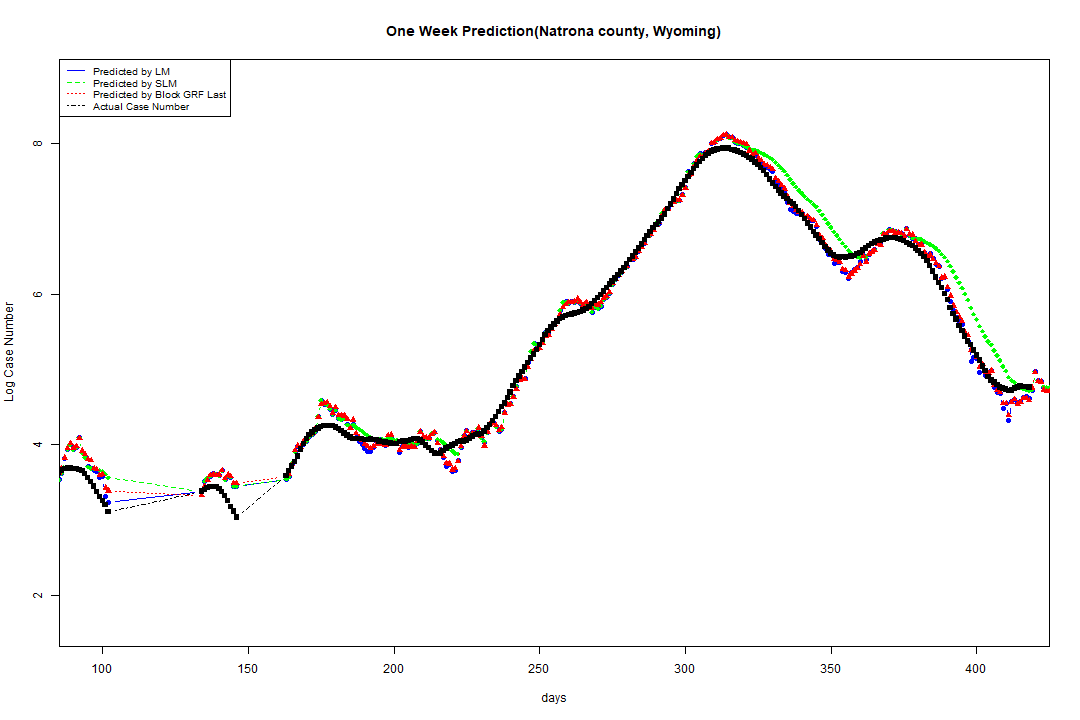 One Week Prediction(Natrona county, Wyoming)
Predicted by LM
Predicted by SLM
Predicted by Block GRF Last
Actual Case Number
8
6
4
2
Log Case Number
100 150 200 250 300 350 400
days